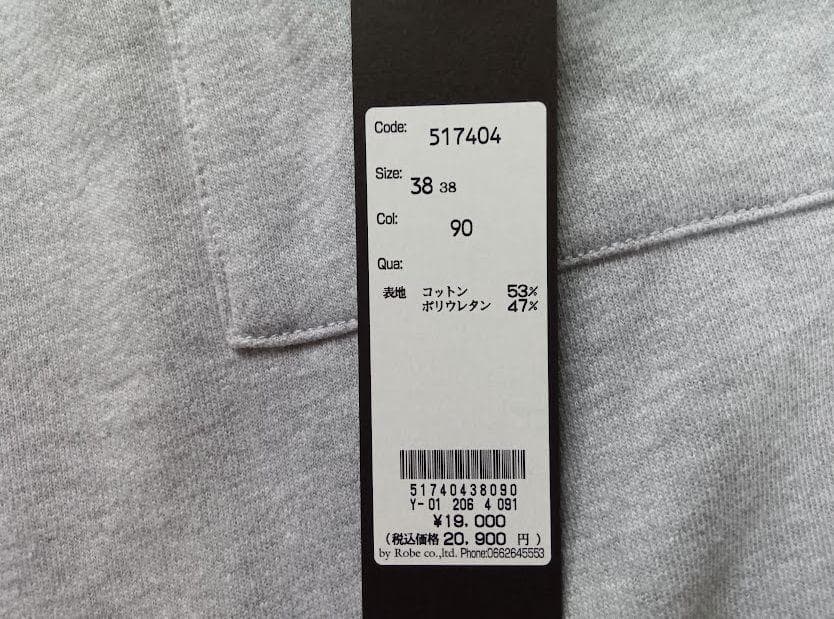 Code: 517404
Size: 38 38
Col: 90
Qua:
表地 コットン 53%
ポリウレタン 47%
51740438090
Y-01 206 4 091
¥19.000
(税込価格 20.900 円 )
by Robe co.,ltd. Phone:0662645553